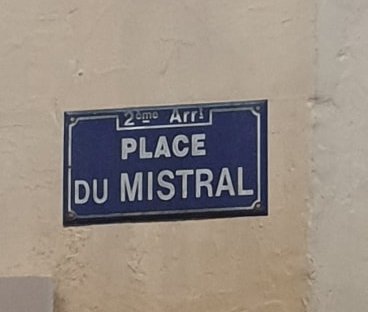 2ème Arrt
PLACE
DU MISTRAL